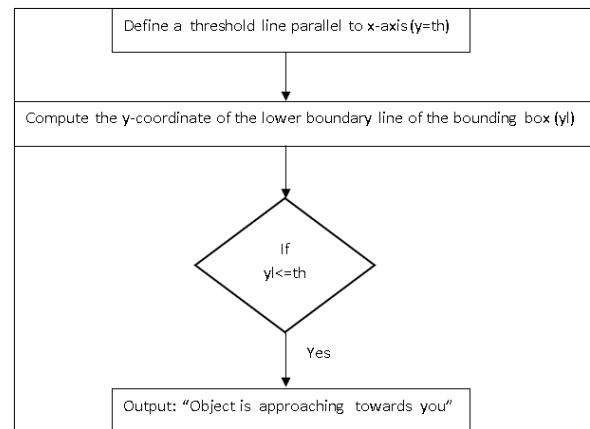 Define a threshold line parallel to x-axis(y=th)
Compute the y-coordinate of the lower boundary line of the bounding box (yl)
If
yl<=th
Yes
Output: “Object is approaching towards you”